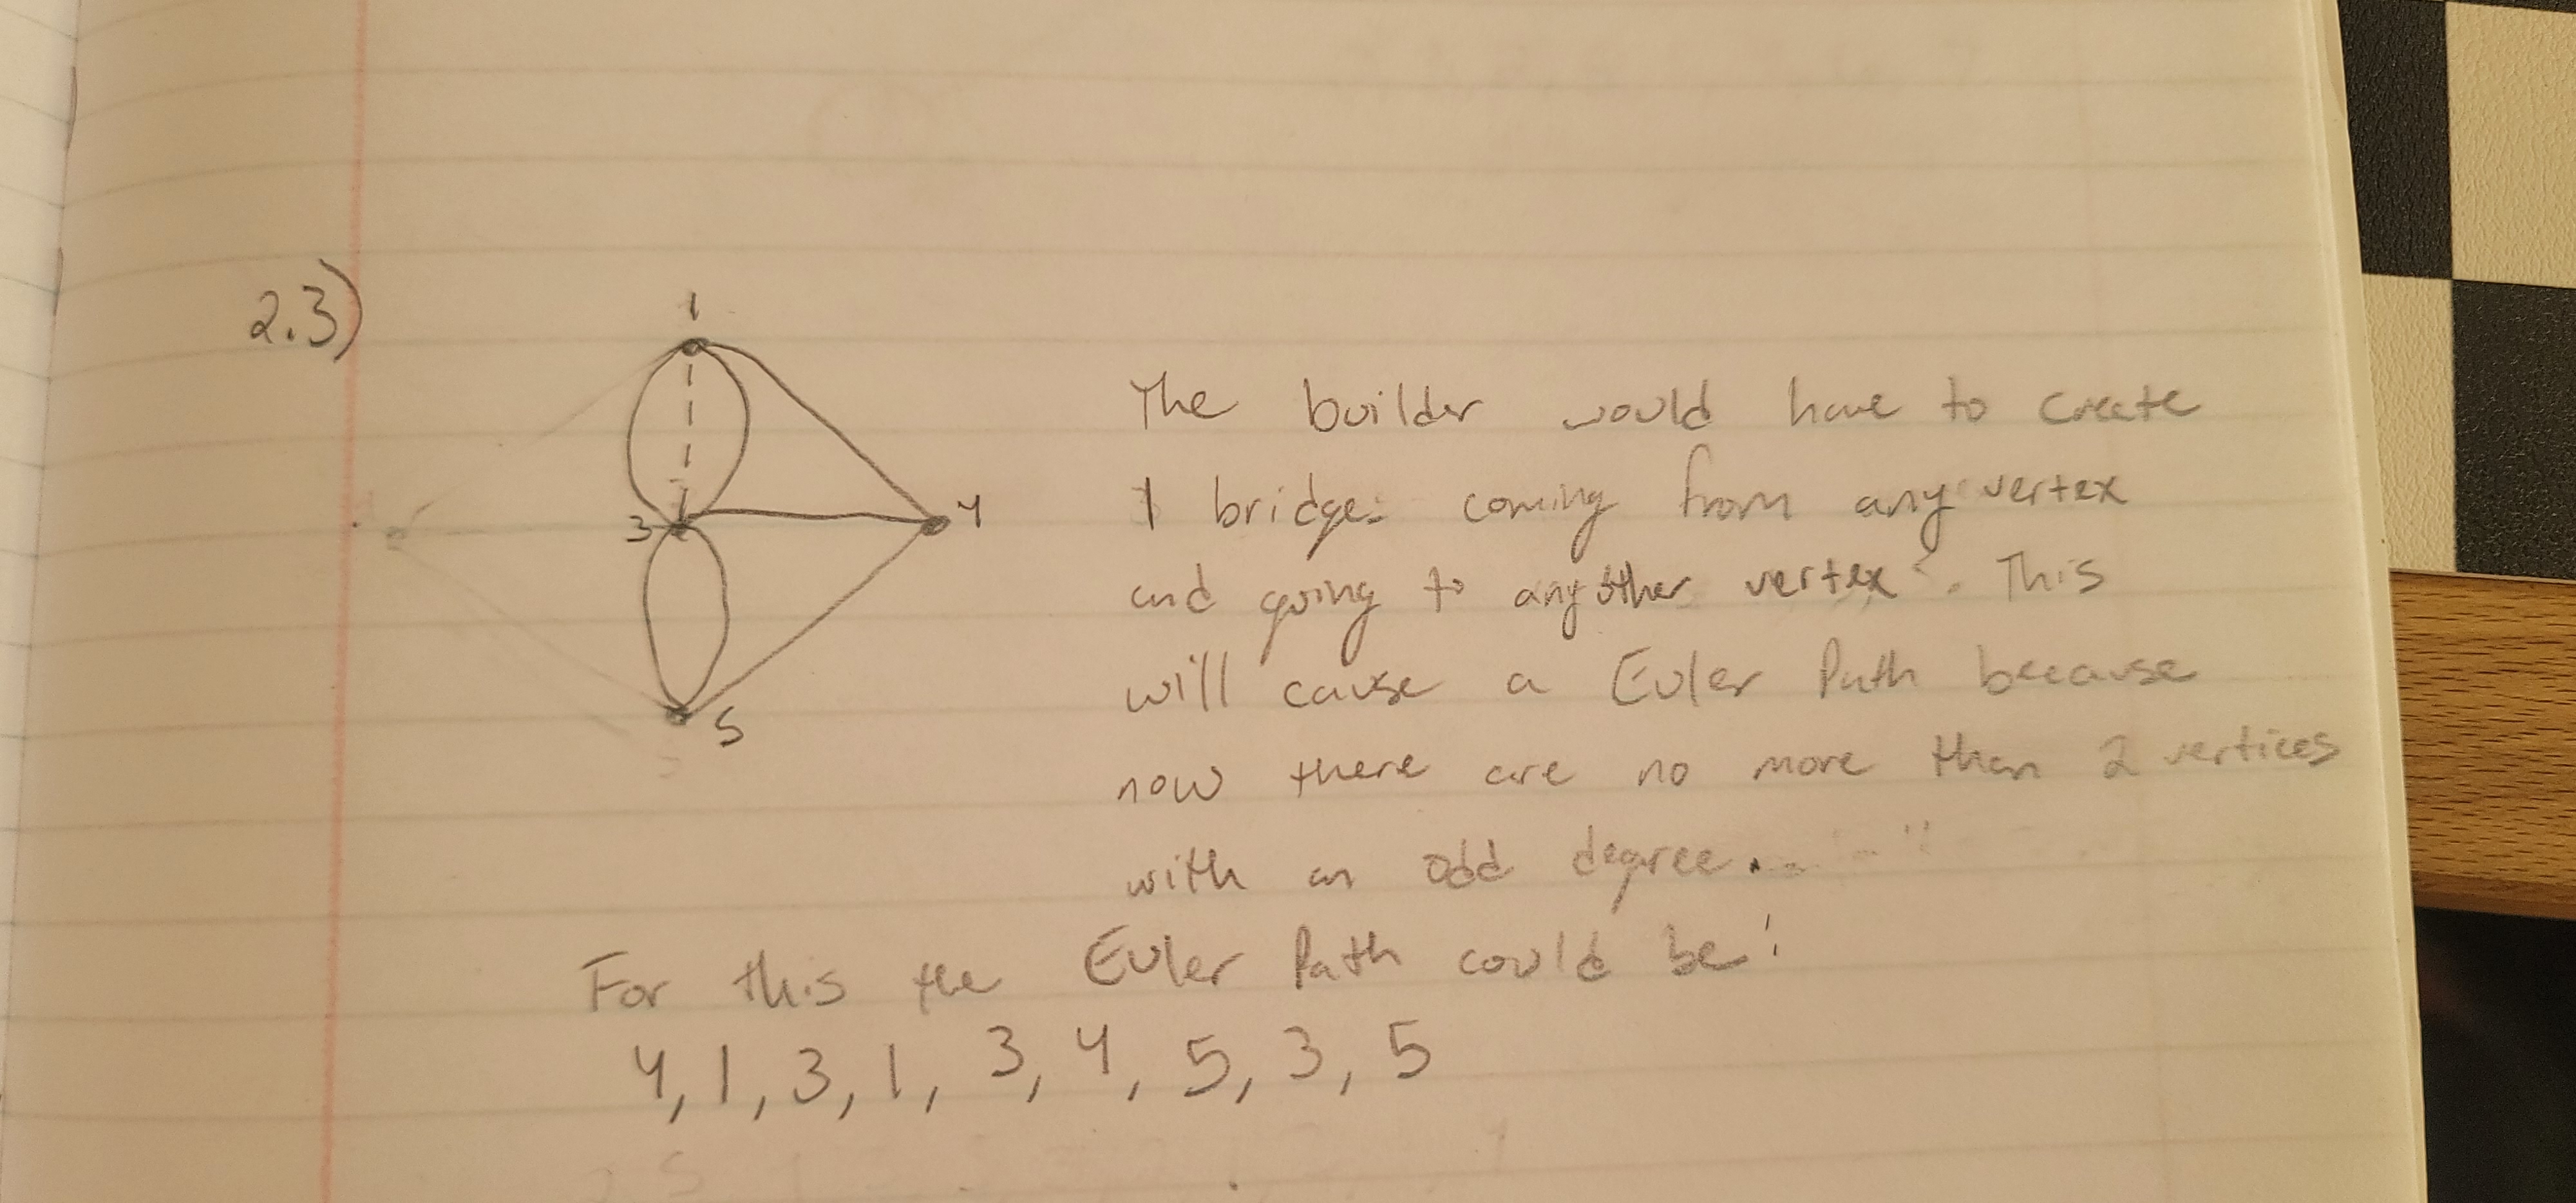 2.3)
1
3
4
5
The builder would have to create
1 bridge coming from any vertex
and going to any other vertex. This
will cause a Euler Path because
now there are no more than 2 vertices
with an odd degree.
For this the Euler Path could be:
4, 1, 3, 1, 3, 4, 5, 3, 5